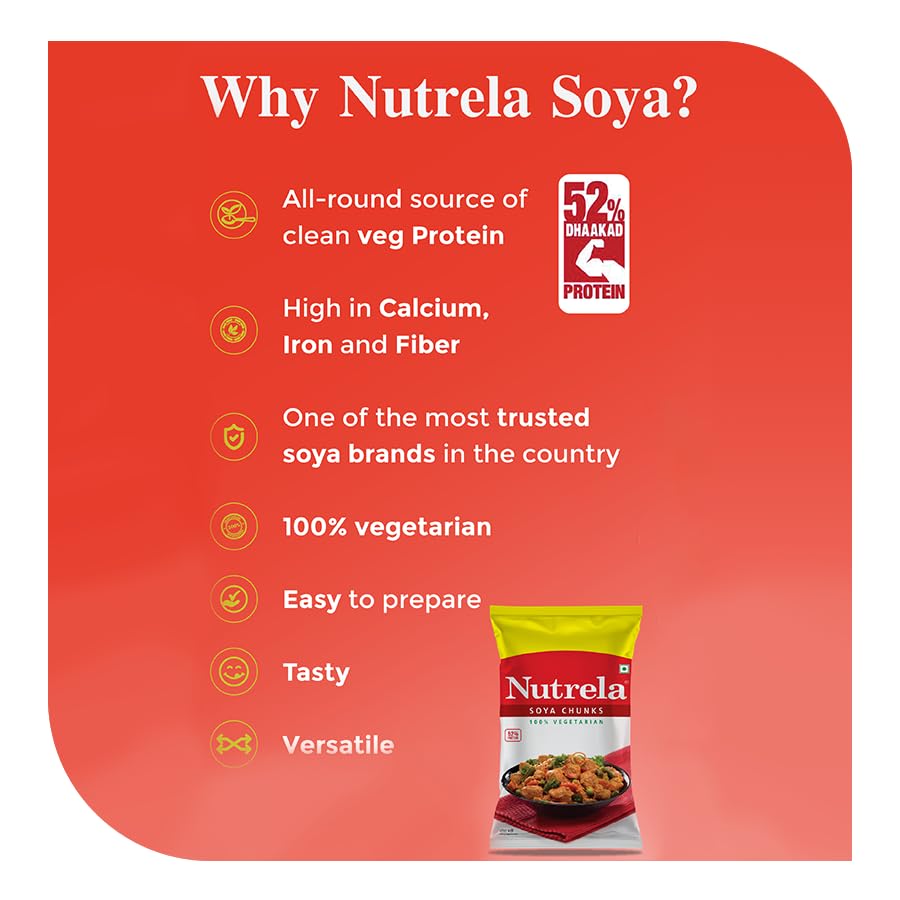 Why Nutrela Soya?
All-round source of
clean veg Protein
52%
DHAAKAD
PROTEIN
High in Calcium,
Iron and Fiber
One of the most trusted
soya brands in the country
100% vegetarian
Easy to prepare
Tasty
Versatile
Nutrela
SOYA CHUNKS
100% VEGETARIAN
52%